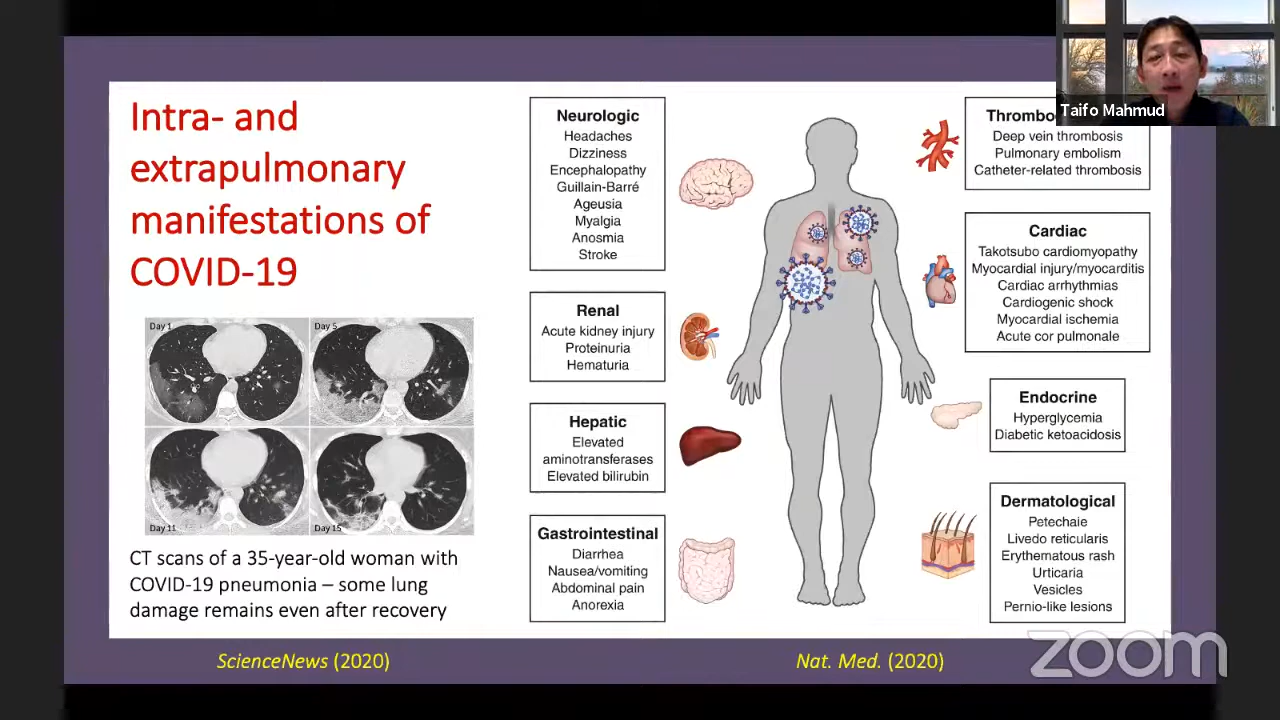 Intra- and
extrapulmonary
manifestations of
COVID-19
Day 1
Day 5
Day 11
Day 15
CT scans of a 35-year-old woman with
COVID-19 pneumonia – some lung
damage remains even after recovery
ScienceNews (2020)
Neurologic
Headaches
Dizziness
Encephalopathy
Guillain-Barré
Ageusia
Myalgia
Anosmia
Stroke
Renal
Acute kidney injury
Proteinuria
Hematuria
Hepatic
Elevated
aminotransferases
Elevated bilirubin
Gastrointestinal
Diarrhea
Nausea/vomiting
Abdominal pain
Anorexia
Taifo Mahmud
Deep vein thrombosis
Pulmonary embolism
Catheter-related thrombosis
Cardiac
Takotsubo cardiomyopathy
Myocardial injury/myocarditis
Cardiac arrhythmias
Cardiogenic shock
Myocardial ischemia
Acute cor pulmonale
Endocrine
Hyperglycemia
Diabetic ketoacidosis
Dermatological
Petechaie
Livedo reticularis
Erythematous rash
Urticaria
Vesicles
Pernio-like lesions
Nat. Med. (2020)
zoom